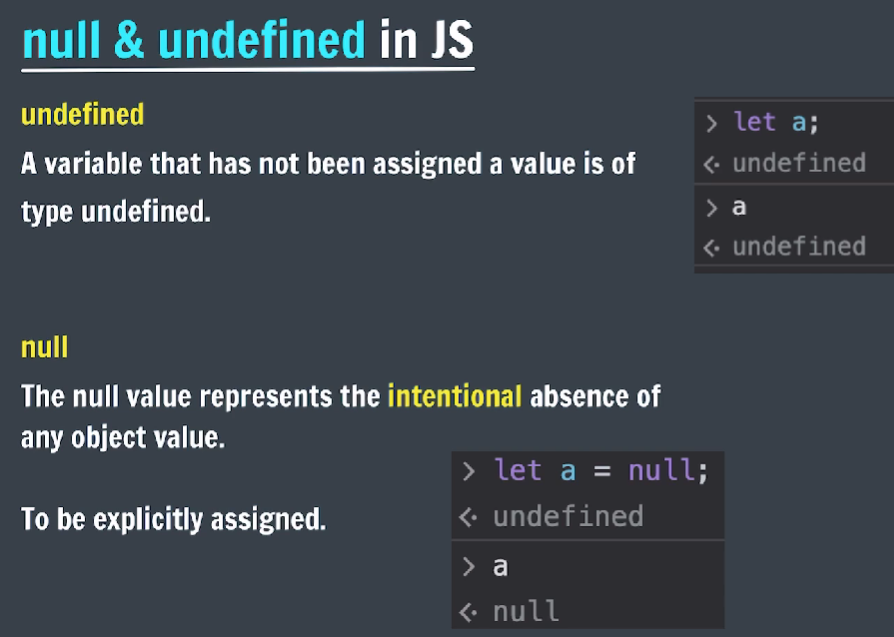 null & undefined in JS
undefined
A variable that has not been assigned a value is of
type undefined.
> let a;
<· undefined
> a
<· undefined
null
The null value represents the intentional absence of
any object value.
To be explicitly assigned.
> let a = null;
<· undefined
> a
<· null